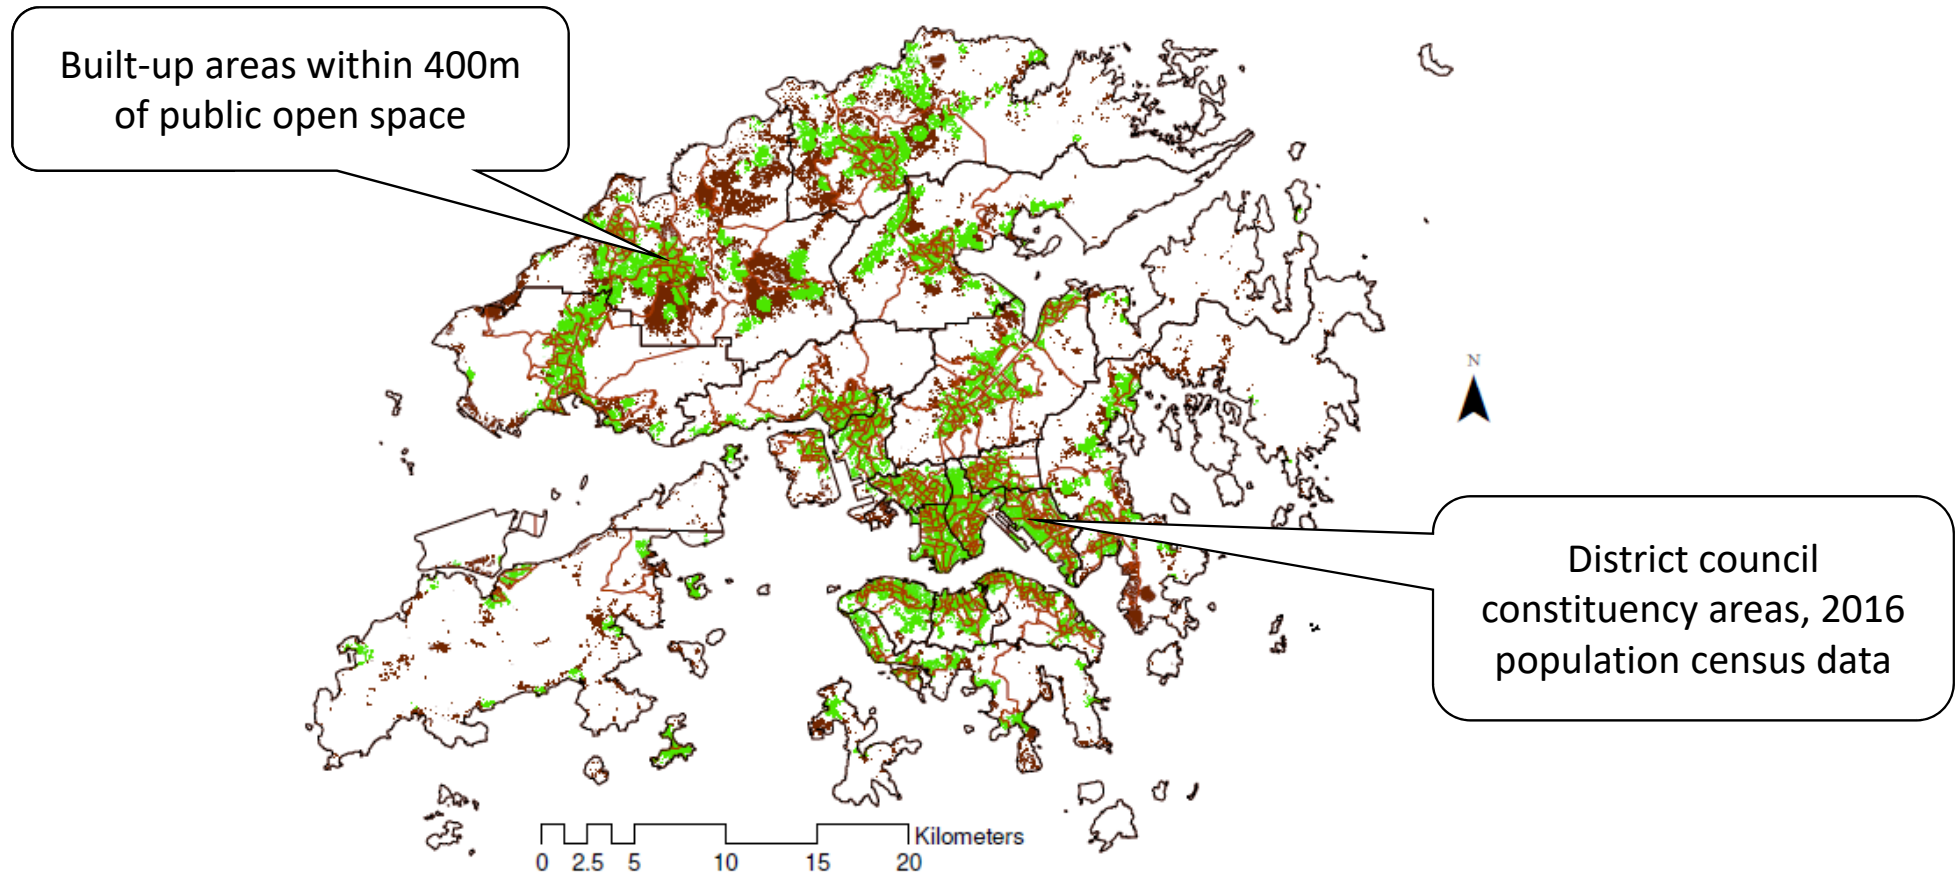 Built-up areas within 400m
of public open space
N
District council
constituency areas, 2016
population census data
Kilometers
0 2.5 5 10 15 20